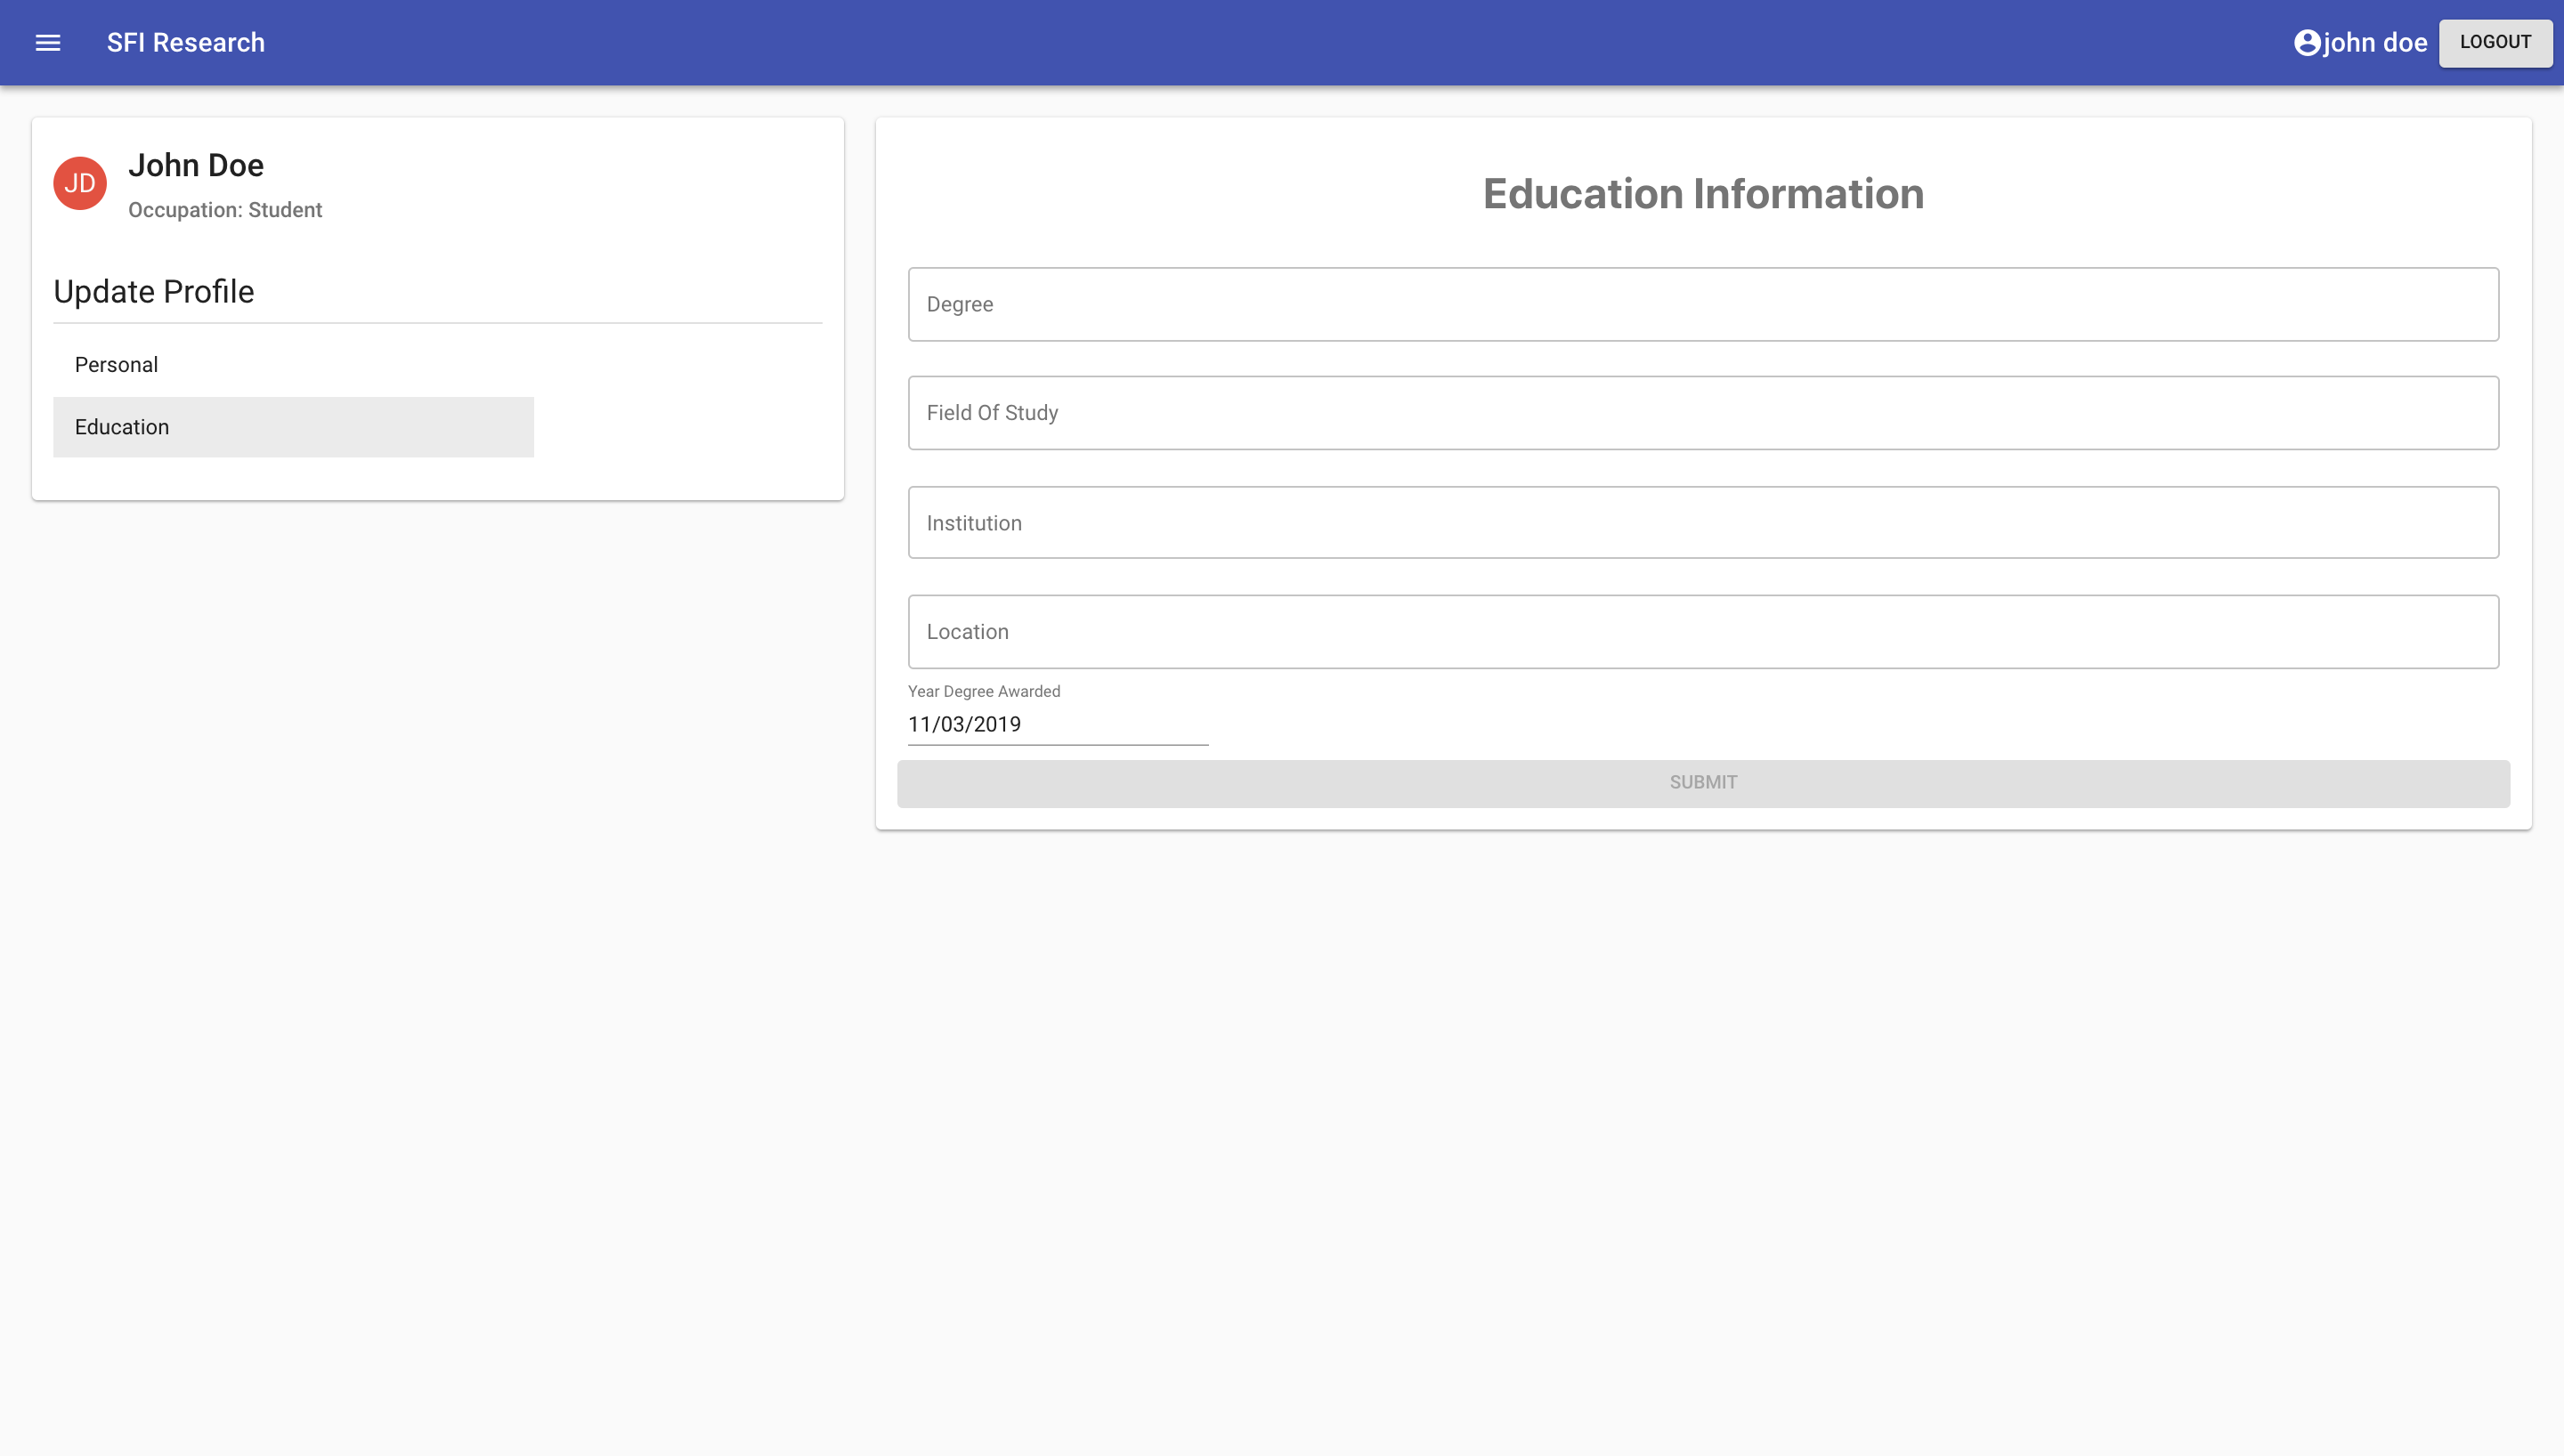 SFI Research
john doe
LOGOUT
JD
John Doe
Occupation: Student
Update Profile
Personal
Education
Education Information
Degree
Field Of Study
Institution
Location
Year Degree Awarded
11/03/2019
SUBMIT